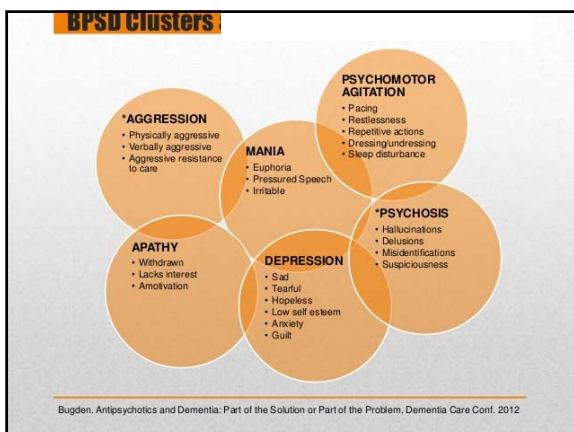 BPSD Clusters
PSYCHOMOTOR
AGITATION
• Pacing
• Restlessness
• Repetitive actions
• Dressing/undressing
• Sleep disturbance
*AGGRESSION
• Physically aggressive
• Verbally aggressive
• Aggressive resistance
to care
MANIA
• Euphoria
• Pressured Speech
• Irritable
*PSYCHOSIS
• Hallucinations
• Delusions
• Misidentifications
• Suspiciousness
APATHY
• Withdrawn
• Lacks interest
• Amotivation
DEPRESSION
• Sad
• Tearful
• Hopeless
• Low self esteem
• Anxiety
• Guilt
Bugden. Antipsychotics and Dementia: Part of the Solution or Part of the Problem, Dementia Care Conf. 2012